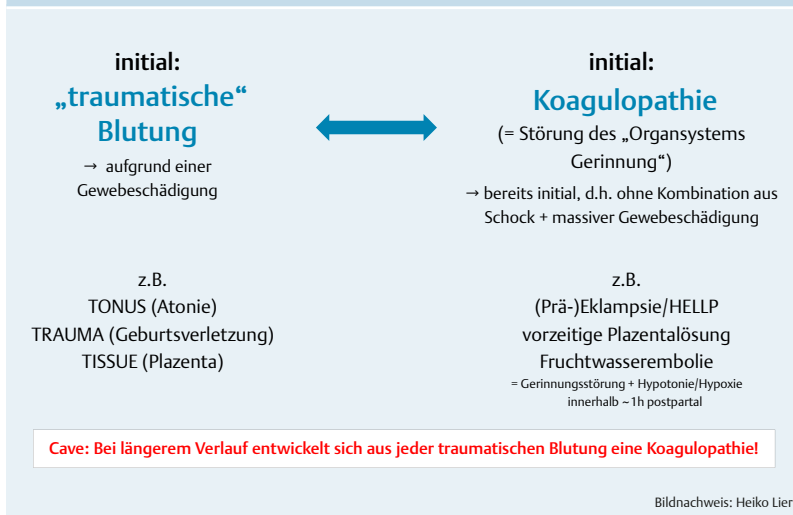 initial:
„traumatische“
Blutung
→ aufgrund einer
Gewebeschädigung
z.B.
TONUS (Atonie)
TRAUMA (Geburtsverletzung)
TISSUE (Plazenta)
initial:
Koagulopathie
(= Störung des „Organsystems
Gerinnung“)
→ bereits initial, d.h. ohne Kombination aus
Schock + massiver Gewebeschädigung
z.B.
(Prä-)Eklampsie/HELLP
vorzeitige Plazentalösung
Fruchtwasserembolie
= Gerinnungsstörung + Hypotonie/Hypoxie
innerhalb ~1h postpartal
Cave: Bei längerem Verlauf entwickelt sich aus jeder traumatischen Blutung eine Koagulopathie!
Bildnachweis: Heiko Lier